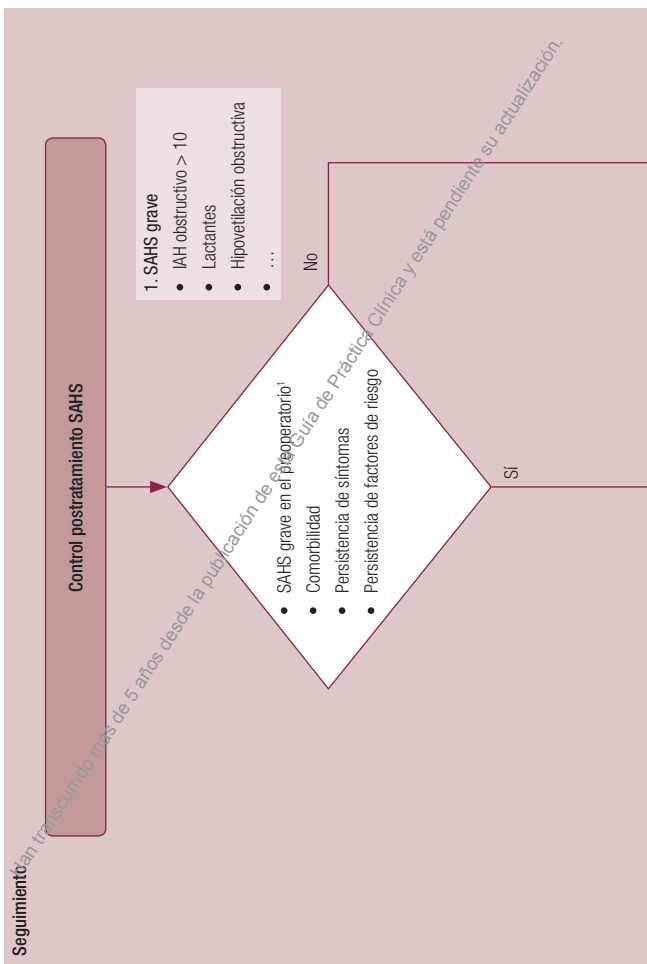 Seguimiento
Control postratamiento SAHS
1. SAHS grave
● IAH obstructivo > 10
● Lactantes
● Hipovetilación obstructiva
● …
● SAHS grave en el preoperatorio¹
● Comorbilidad
● Persistencia de síntomas
● Persistencia de factores de riesgo
No
Sí
Han transcurrido más de 5 años desde la publicación de esta Guía de Práctica Clínica y está pendiente su actualización.